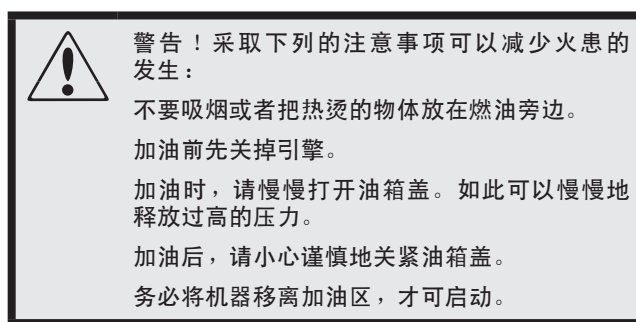 警告！采取下列的注意事项可以减少火患的
发生：
不要吸烟或者把热烫的物体放在燃油旁边。
加油前先关掉引擎。
加油时，请慢慢打开油箱盖。如此可以慢慢地
释放过高的压力。
加油后，请小心谨慎地关紧油箱盖。
务必将机器移离加油区，才可启动。